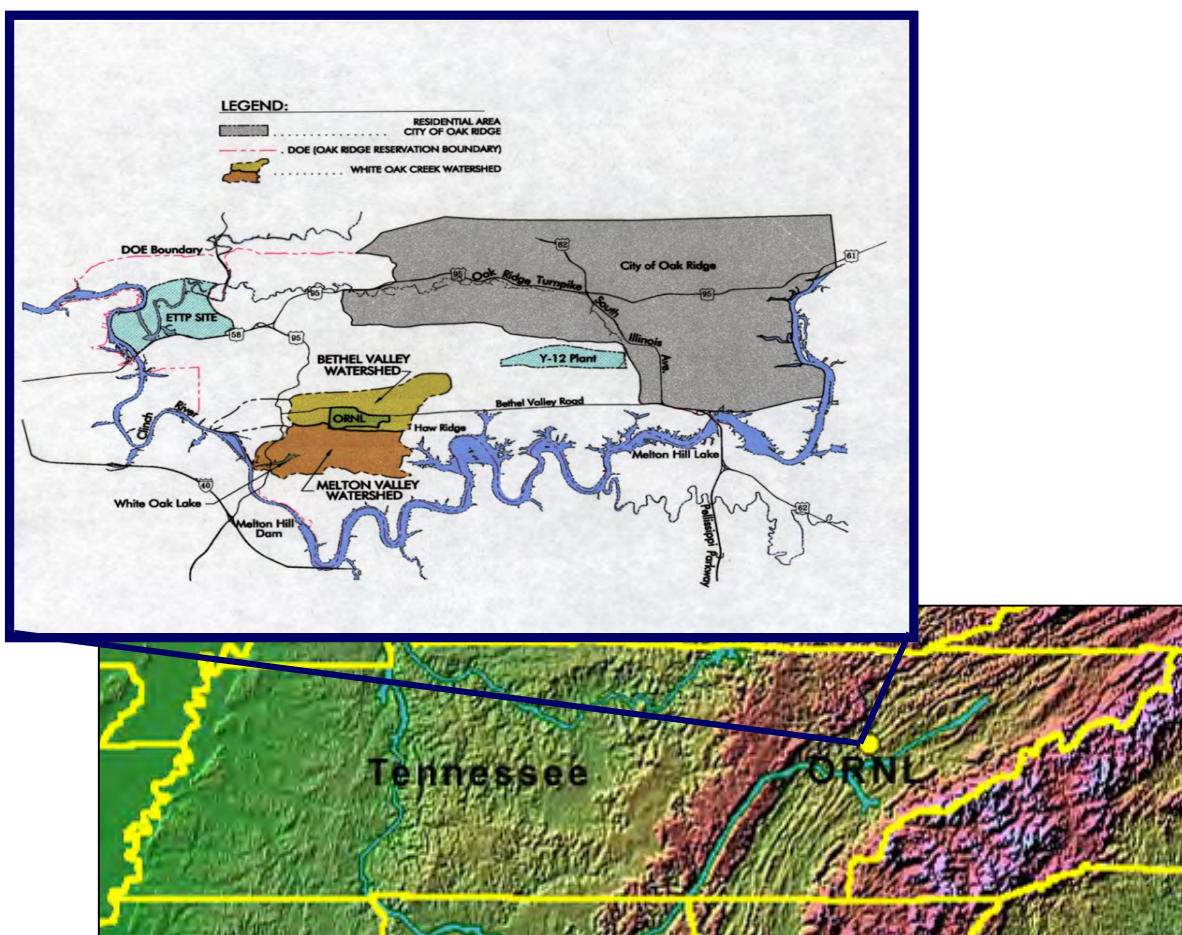 LEGEND:
RESIDENTIAL AREA
CITY OF OAK RIDGE
DOE (OAK RIDGE RESERVATION BOUNDARY)
WHITE OAK CREEK WATERSHED
DOE Boundary
62
City of Oak Ridge
61
95
Oak Ridge Turnpike
95
95
ETTP SITE
58
95
South
Illinois
Ave.
BETHEL VALLEY
WATERSHED
Y-12 Plant
Bethel Valley Road
ORNL
Haw Ridge
Clinch
River
Melton Hill Lake
MELTON VALLEY
WATERSHED
White Oak Lake
40
Melton Hill
Dam
62
Pellissippi Parkway
Tennessee
ORNL